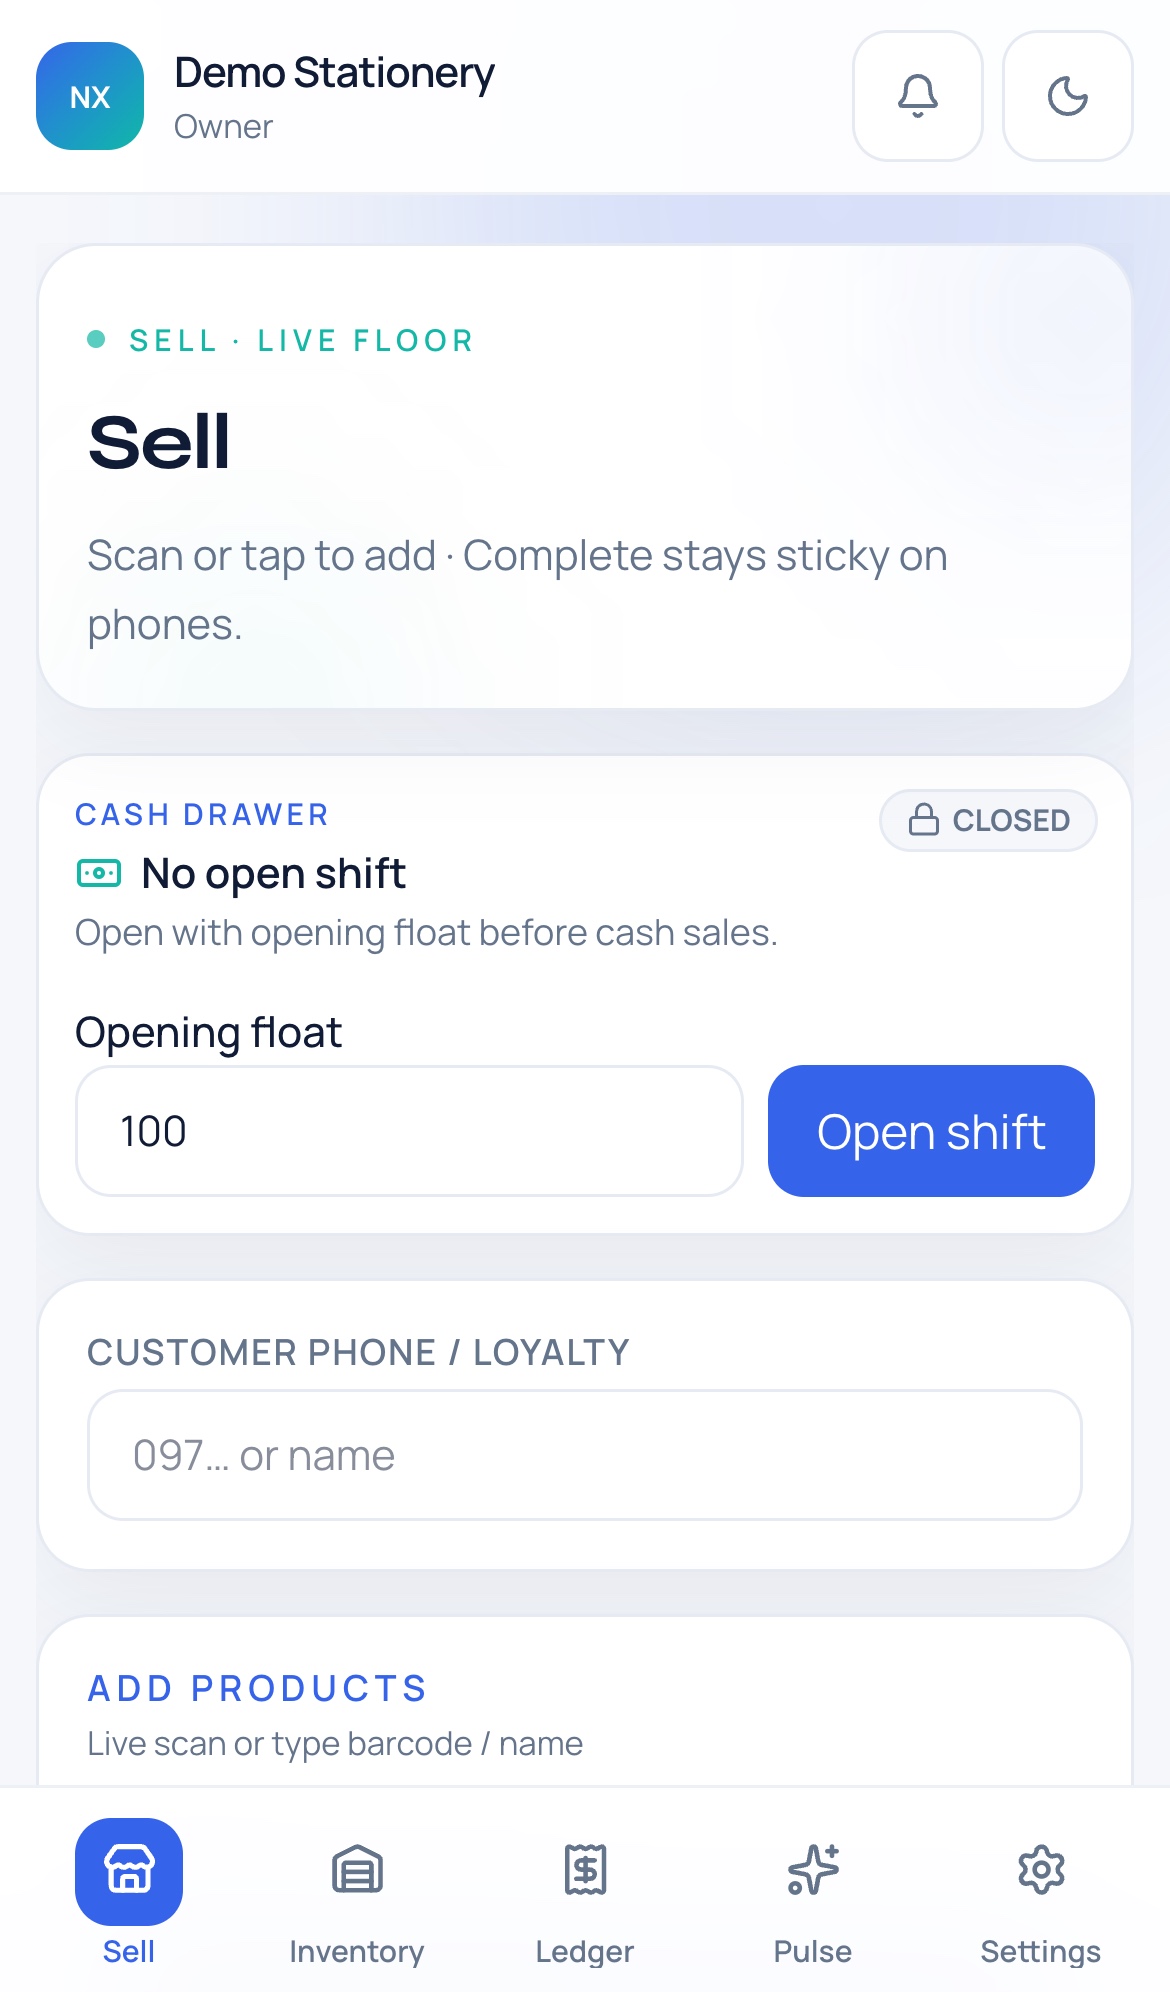 NX
Demo Stationery
Owner
SELL · LIVE FLOOR
Sell
Scan or tap to add · Complete stays sticky on
phones.
CASH DRAWER
CLOSED
No open shift
Open with opening float before cash sales.
Opening float
100
Open shift
CUSTOMER PHONE / LOYALTY
097... or name
ADD PRODUCTS
Live scan or type barcode / name
Sell
Inventory
Ledger
Pulse
Settings